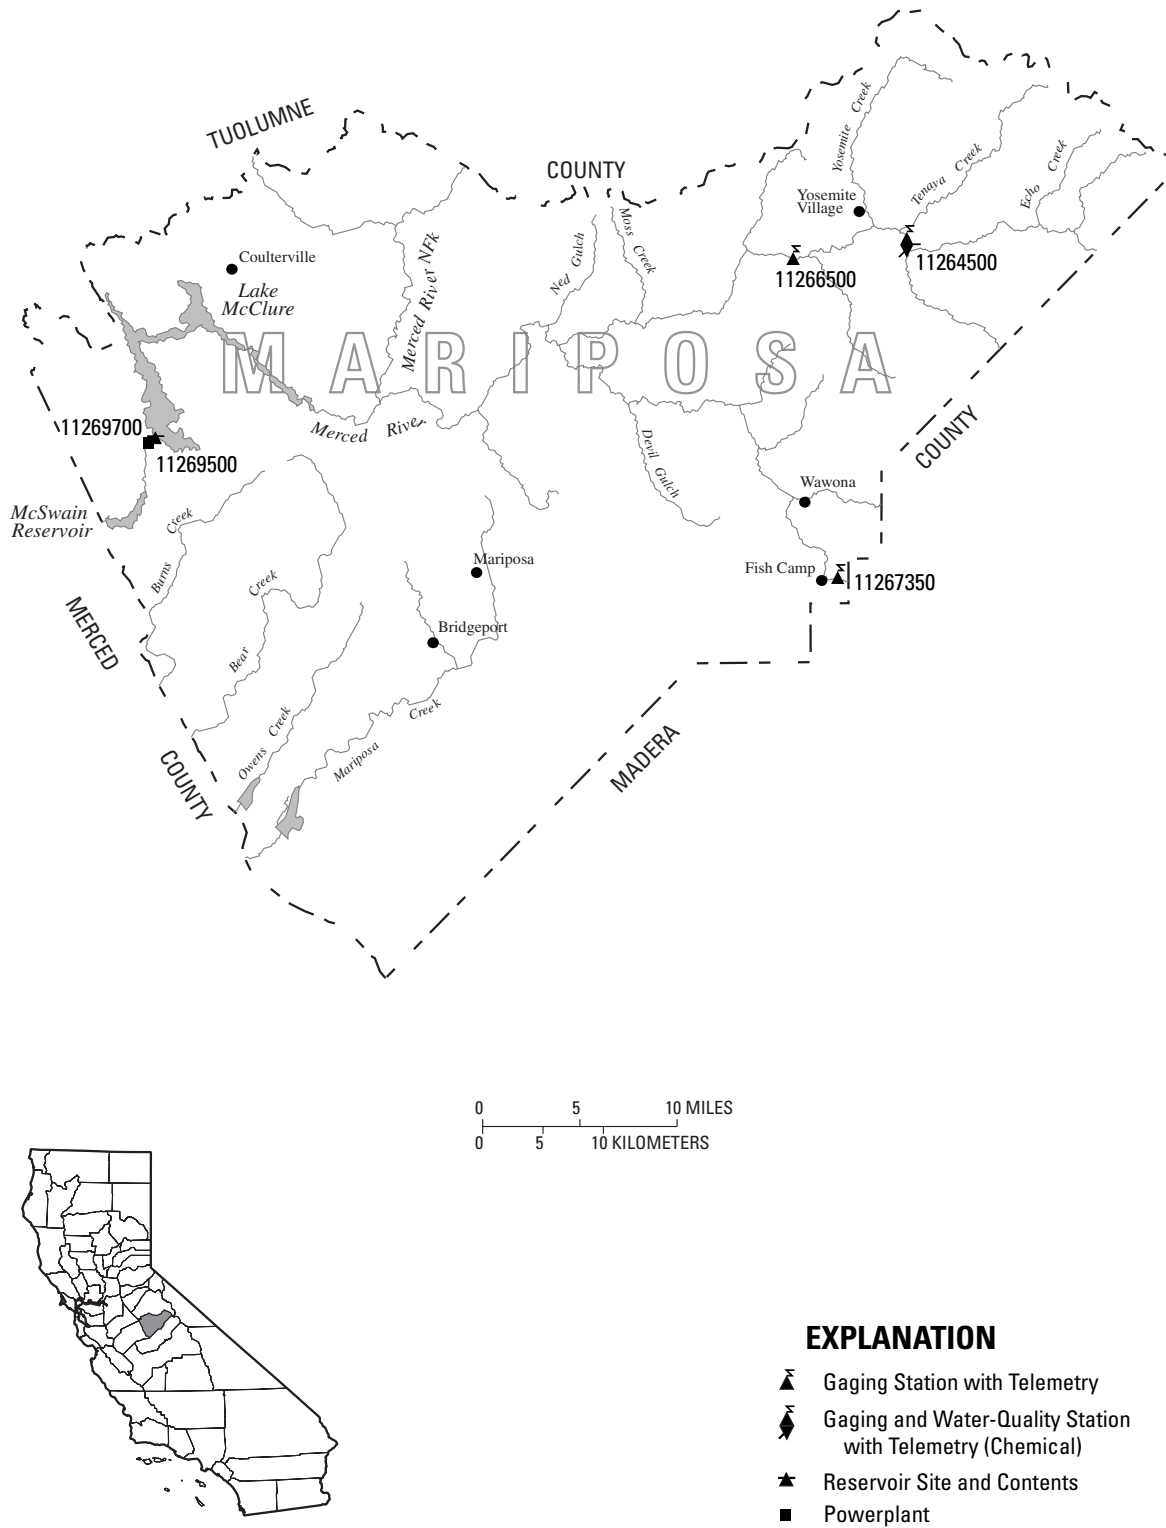 TUOLUMNE
COUNTY
Yosemite Creek
Tenaya Creek
Echo Creek
Yosemite
Village
11264500
11266500
Moss Creek
Ned Gulch
Merced River NFk
Coulterville
Lake
McClure
MARIPOSA
Merced River
11269700
11269500
McSwain
Reservoir
Devil Gulch
COUNTY
Wawona
Burns Creek
Mariposa
Fish Camp
11267350
Bear Creek
Bridgeport
MERCED
Owens Creek
Mariposa Creek
COUNTY
MADERA
0 5 10 MILES
0 5 10 KILOMETERS
EXPLANATION
Gaging Station with Telemetry
Gaging and Water-Quality Station
with Telemetry (Chemical)
Reservoir Site and Contents
Powerplant